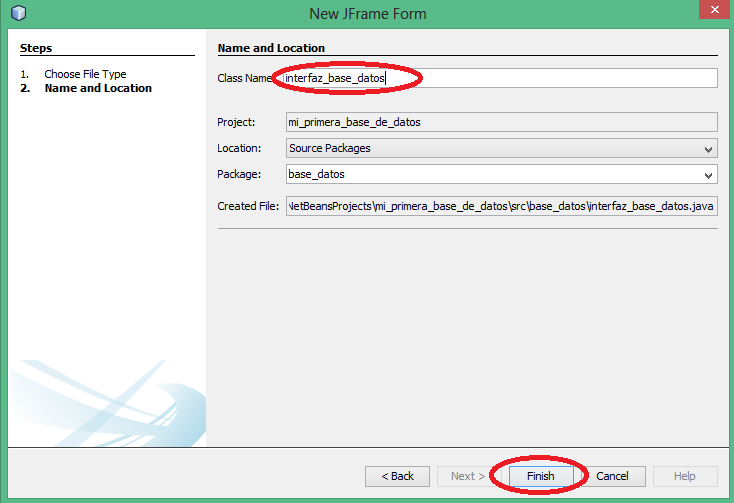 New JFrame Form
Steps
1. Choose File Type
2. Name and Location
Name and Location
Class Name: interfaz_base_datos
Project: mi_primera_base_de_datos
Location: Source Packages
Package: base_datos
Created File: NetBeansProjects\mi_primera_base_de_datos\src\base_datos\interfaz_base_datos.java
< Back Next > Finish Cancel Help